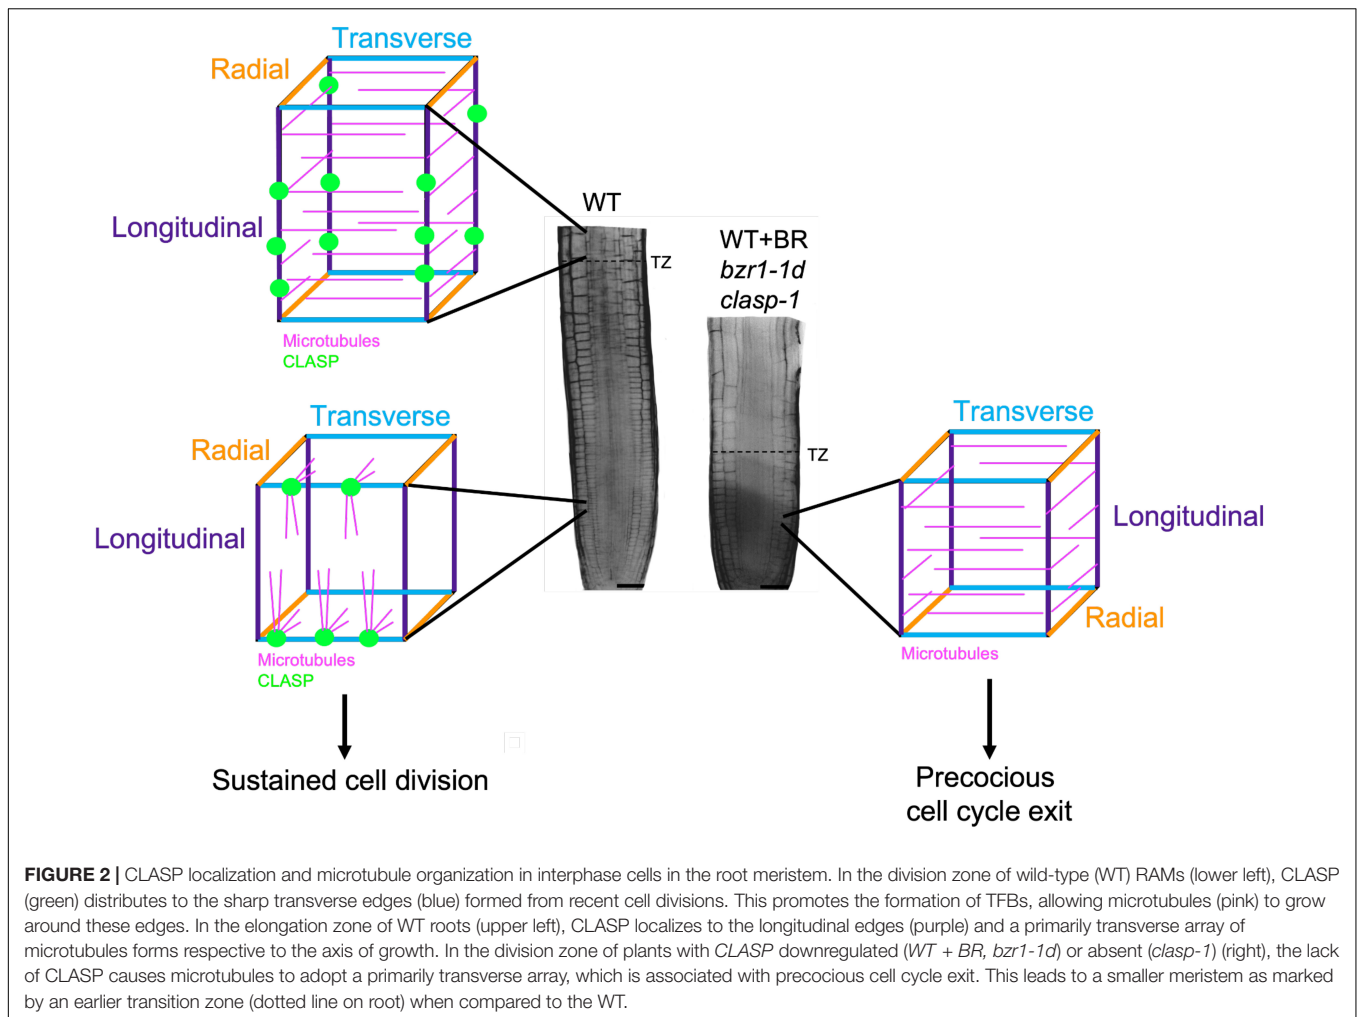 Transverse
Radial
Longitudinal
Microtubules
CLASP
WT
TZ
WT+BR
bzr1-1d
clasp-1
TZ
Transverse
Radial
Longitudinal
Microtubules
CLASP
Sustained cell division
Transverse
Longitudinal
Radial
Microtubules
Precocious
cell cycle exit
FIGURE 2 | CLASP localization and microtubule organization in interphase cells in the root meristem. In the division zone of wild-type (WT) RAMs (lower left), CLASP
(green) distributes to the sharp transverse edges (blue) formed from recent cell divisions. This promotes the formation of TFBs, allowing microtubules (pink) to grow
around these edges. In the elongation zone of WT roots (upper left), CLASP localizes to the longitudinal edges (purple) and a primarily transverse array of
microtubules forms respective to the axis of growth. In the division zone of plants with CLASP downregulated (WT + BR, bzr1-1d) or absent (clasp-1) (right), the lack
of CLASP causes microtubules to adopt a primarily transverse array, which is associated with precocious cell cycle exit. This leads to a smaller meristem as marked
by an earlier transition zone (dotted line on root) when compared to the WT.